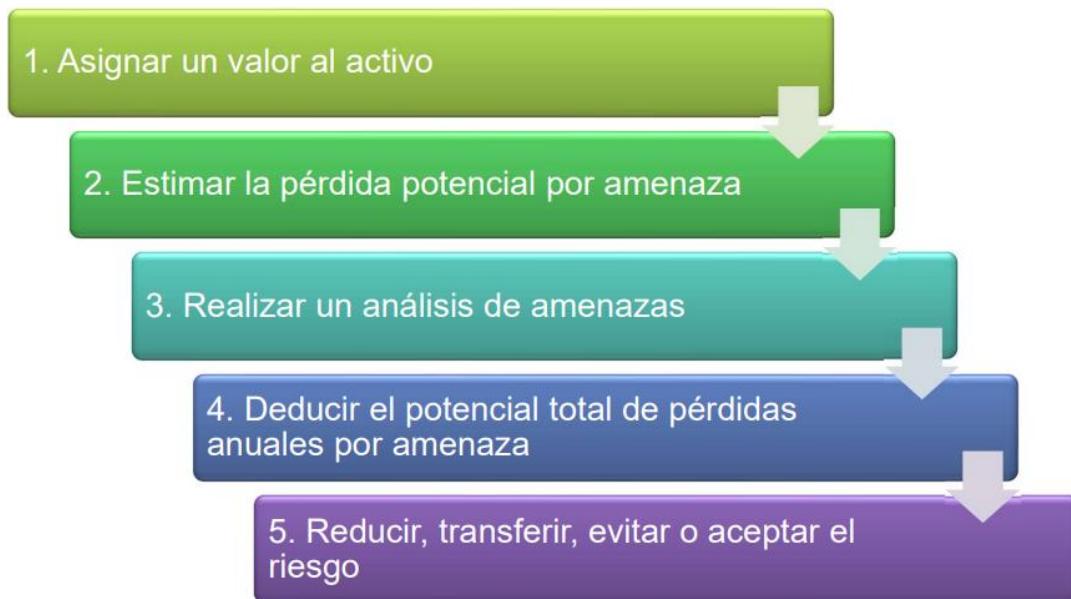 1. Asignar un valor al activo
2. Estimar la pérdida potencial por amenaza
3. Realizar un análisis de amenazas
4. Deducir el potencial total de pérdidas
anuales por amenaza
5. Reducir, transferir, evitar o aceptar el
riesgo